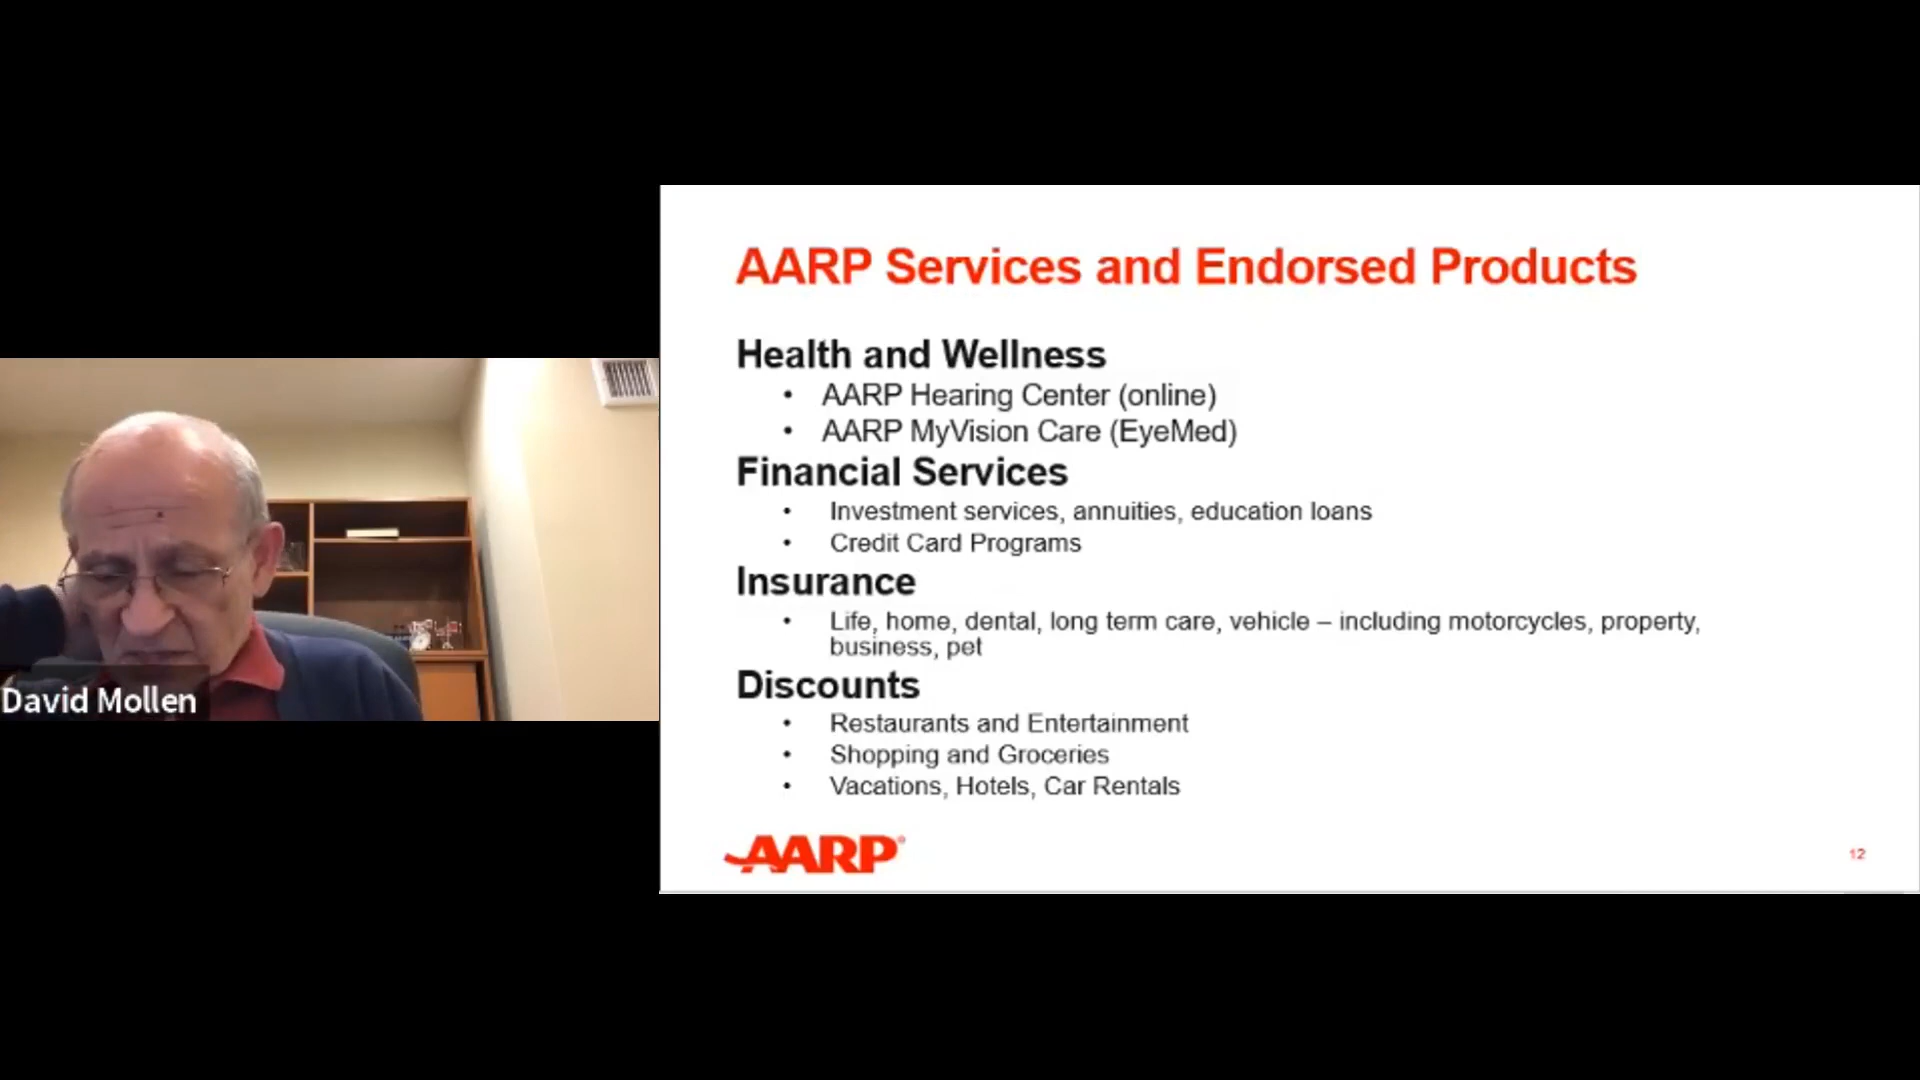 AARP Services and Endorsed Products
Health and Wellness
• AARP Hearing Center (online)
• AARP MyVision Care (EyeMed)
Financial Services
• Investment services, annuities, education loans
• Credit Card Programs
Insurance
• Life, home, dental, long term care, vehicle – including motorcycles, property,
business, pet
Discounts
• Restaurants and Entertainment
• Shopping and Groceries
• Vacations, Hotels, Car Rentals
AARP®
12
David Mollen